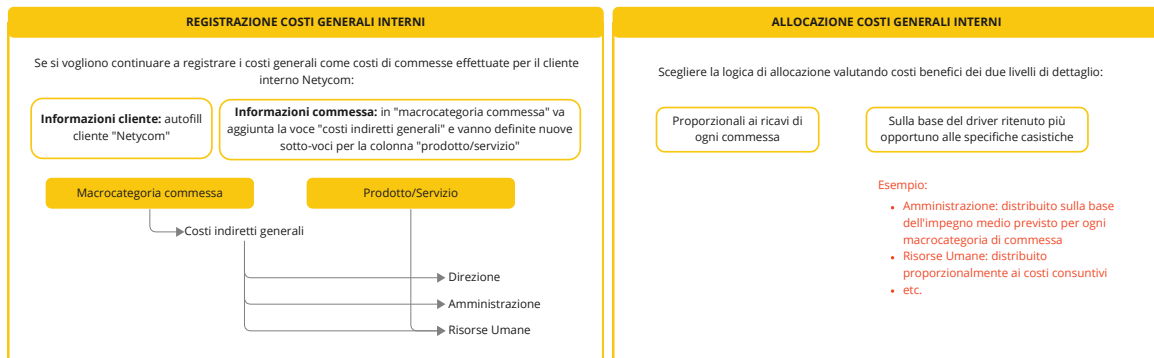 REGISTRAZIONE COSTI GENERALI INTERNI
Se si vogliono continuare a registrare i costi generali come costi di commesse effettuate per il cliente
interno Netycom:
Informazioni cliente: autofill
cliente "Netycom"
Informazioni commessa: in "macrocategoria commessa" va
aggiunta la voce "costi indiretti generali" e vanno definite nuove
sotto-voci per la colonna "prodotto/servizio"
Macrocategoria commessa
Prodotto/Servizio
Costi indiretti generali
Direzione
Amministrazione
Risorse Umane
ALLOCAZIONE COSTI GENERALI INTERNI
Scegliere la logica di allocazione valutando costi benefici dei due livelli di dettaglio:
Proporzionali ai ricavi di
ogni commessa
Sulla base del driver ritenuto più
opportuno alle specifiche casistiche
Esempio:
• Amministrazione: distribuito sulla base
dell'impegno medio previsto per ogni
macrocategoria di commessa
• Risorse Umane: distribuito
proporzionalmente ai costi consuntivi
• etc.